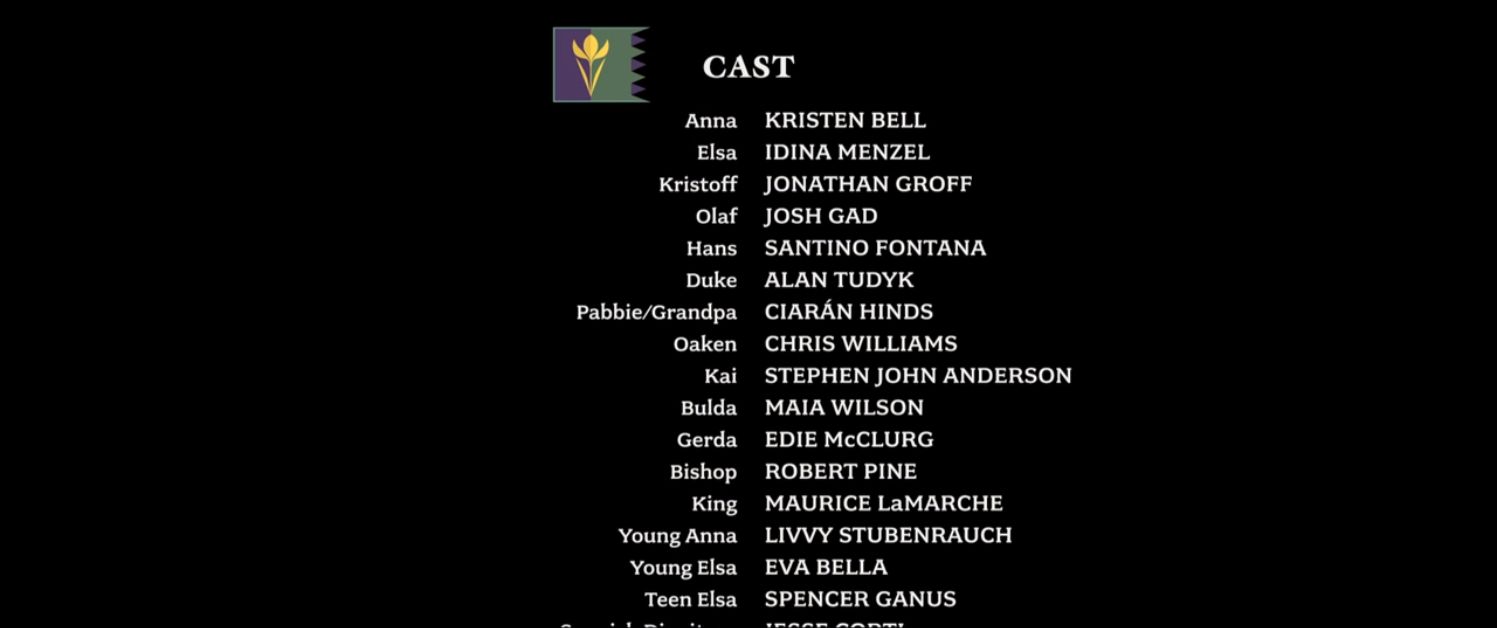 CAST
Anna KRISTEN BELL
Elsa IDINA MENZEL
Kristoff JONATHAN GROFF
Olaf JOSH GAD
Hans SANTINO FONTANA
Duke ALAN TUDYK
Pabbie/Grandpa CIARÁN HINDS
Oaken CHRIS WILLIAMS
Kai STEPHEN JOHN ANDERSON
Bulda MAIA WILSON
Gerda EDIE McCLURG
Bishop ROBERT PINE
King MAURICE LaMARCHE
Young Anna LIVVY STUBENRAUCH
Young Elsa EVA BELLA
Teen Elsa SPENCER GANUS